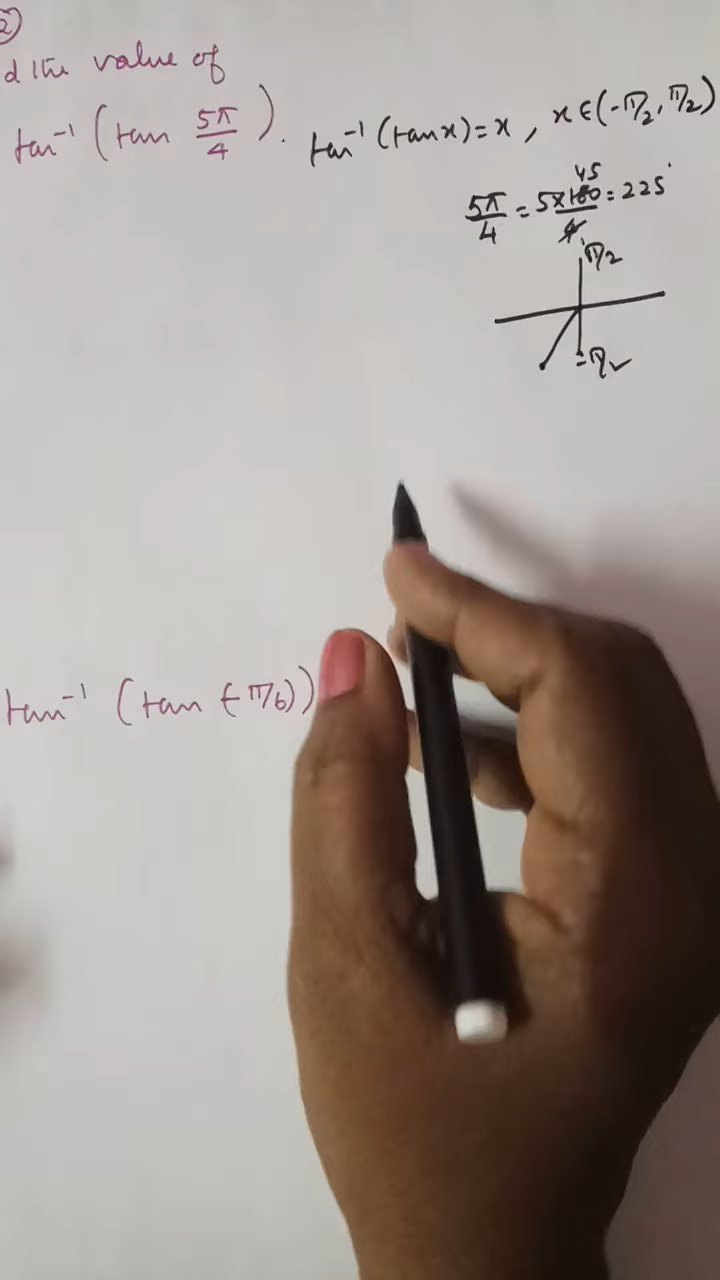 2
d the value of
tan⁻¹ (tan 5π/4). tan⁻¹(tanx)=x , x∈(-π/2, π/2)
5π/4 = 5×180/4 = 225°
45
π/2
-π/2
tan⁻¹ (tan (-π/6))